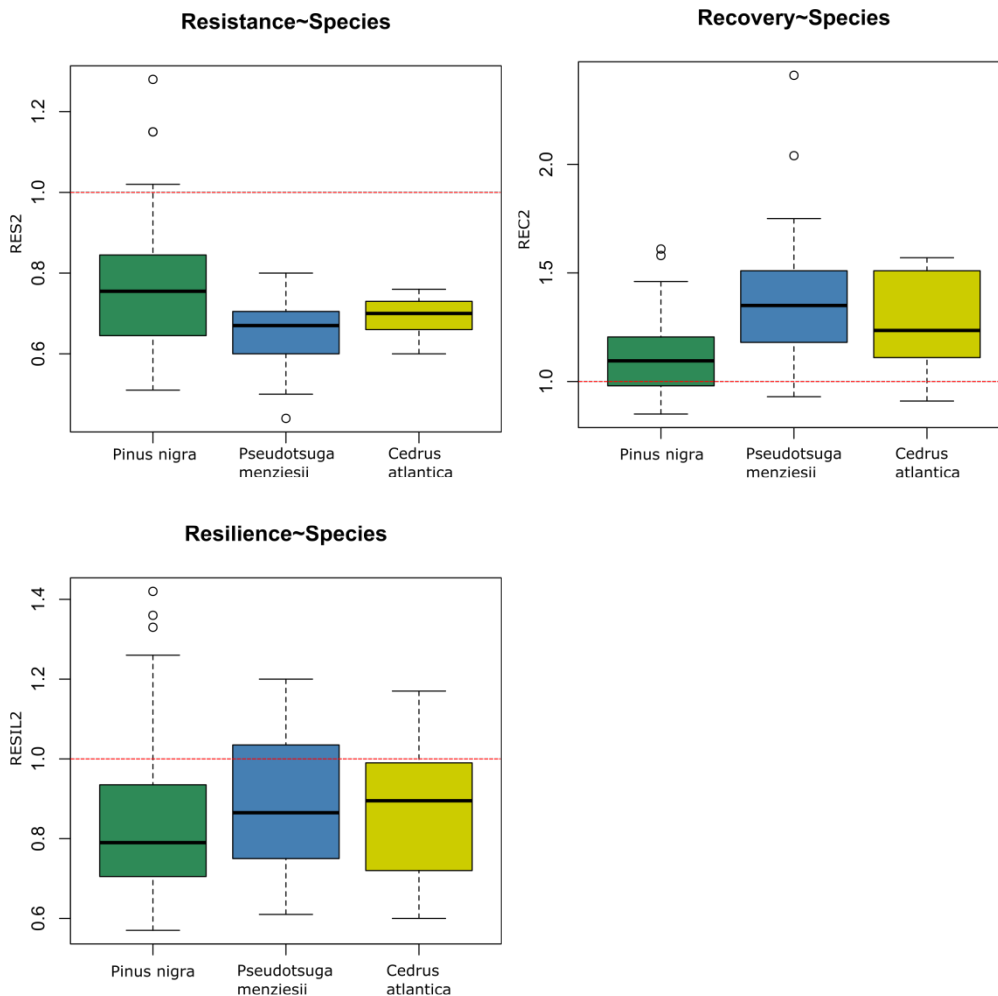 Resistance~Species
RES2
1.2
1.0
0.8
0.6
Pinus nigra
Pseudotsuga
menziesii
Cedrus
atlantica
Recovery~Species
REC2
2.0
1.5
1.0
Pinus nigra
Pseudotsuga
menziesii
Cedrus
atlantica
Resilience~Species
RESIL2
1.4
1.2
1.0
0.8
0.6
Pinus nigra
Pseudotsuga
menziesii
Cedrus
atlantica